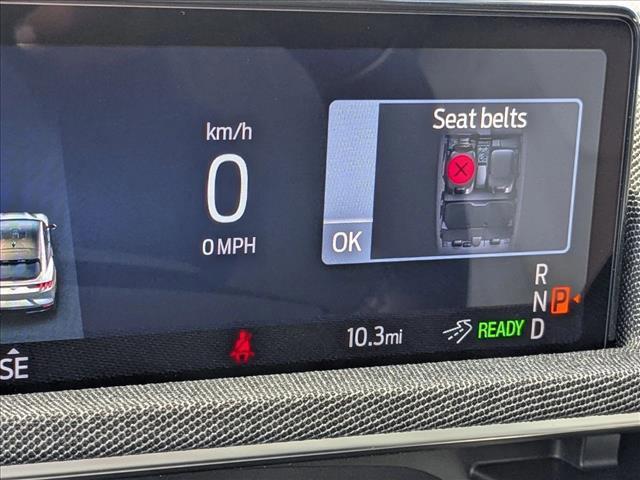 km/h
0
0 MPH
Seat belts
OK
R
N P
D
10.3mi
READY
SE